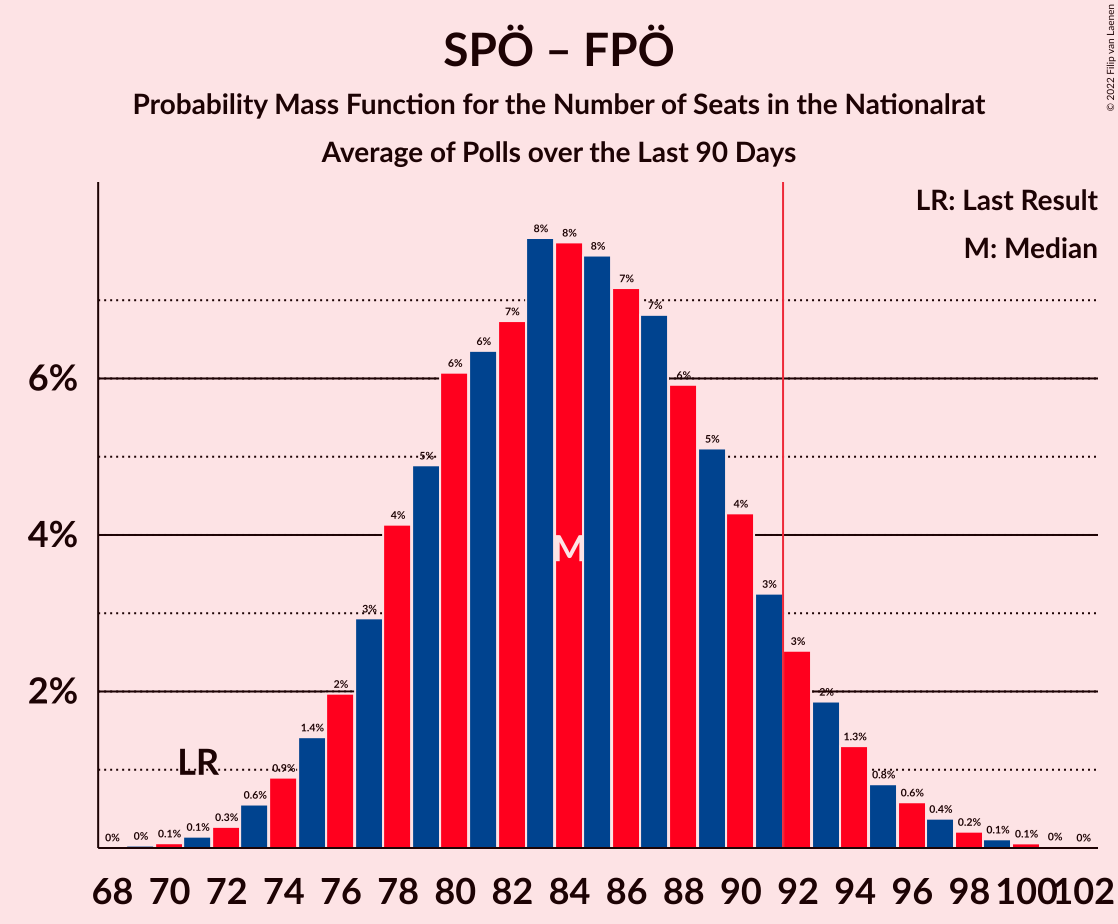 SPÖ – FPÖ
Probability Mass Function for the Number of Seats in the Nationalrat
Average of Polls over the Last 90 Days
© 2022 Filip van Laenen
LR: Last Result
M: Median
6%
4%
2%
0% 0% 0.1% 0.1% 0.3% 0.6% 0.9% 1.4% 2% 3% 4% 5% 6% 6% 7% 8% 8% 8% 7% 7% 6% 5% 4% 3% 3% 2% 1.3% 0.8% 0.6% 0.4% 0.2% 0.1% 0.1% 0% 0%
LR
M
68 70 72 74 76 78 80 82 84 86 88 90 92 94 96 98 100 102